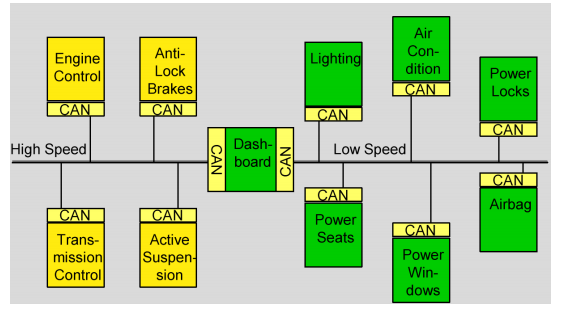 Engine
Control
CAN
Anti-
Lock
Brakes
CAN
Lighting
CAN
Air
Con-
dition
CAN
Power
Locks
CAN
High Speed
CAN
Dash-
board
CAN
Low Speed
CAN
Trans-
mission
Control
CAN
Active
Suspen-
sion
CAN
Power
Seats
CAN
Power
Win-
dows
CAN
Airbag